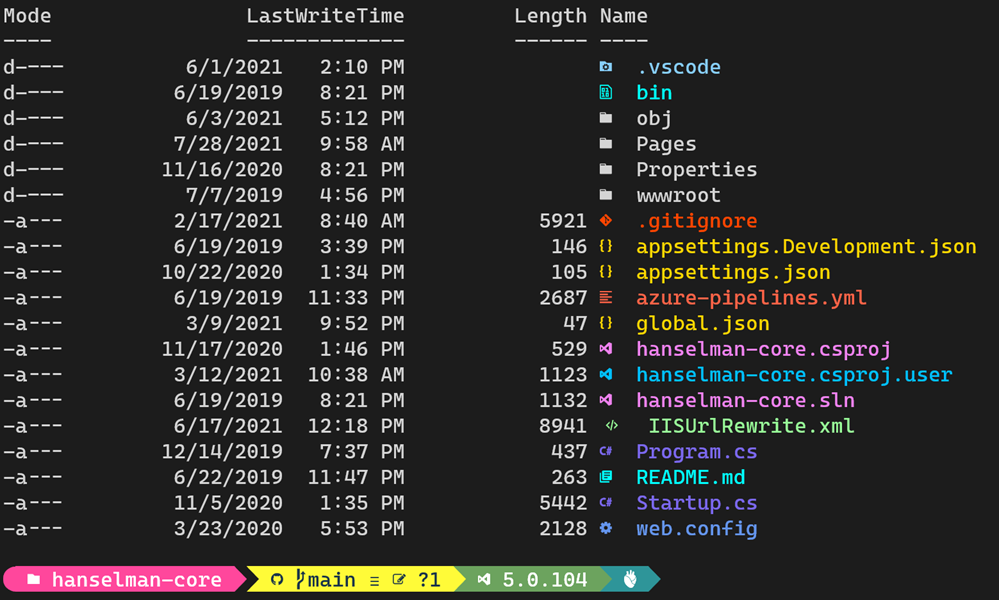 Mode LastWriteTime Length Name
---- ------------- ------ ----
d---- 6/1/2021 2:10 PM .vscode
d---- 6/19/2019 8:21 PM bin
d---- 6/3/2021 5:12 PM obj
d---- 7/28/2021 9:58 AM Pages
d---- 11/16/2020 8:21 PM Properties
d---- 7/7/2019 4:56 PM wwwroot
-a--- 2/17/2021 8:40 AM 5921 .gitignore
-a--- 6/19/2019 3:39 PM 146 appsettings.Development.json
-a--- 10/22/2020 1:34 PM 105 appsettings.json
-a--- 6/19/2019 11:33 PM 2687 azure-pipelines.yml
-a--- 3/9/2021 9:52 PM 47 global.json
-a--- 11/17/2020 1:46 PM 529 hanselman-core.csproj
-a--- 3/12/2021 10:38 AM 1123 hanselman-core.csproj.user
-a--- 6/19/2019 8:21 PM 1132 hanselman-core.sln
-a--- 6/17/2021 12:18 PM 8941 IISUrlRewrite.xml
-a--- 12/14/2019 7:37 PM 437 Program.cs
-a--- 6/22/2019 11:47 PM 263 README.md
-a--- 11/5/2020 1:35 PM 5442 Startup.cs
-a--- 3/23/2020 5:53 PM 2128 web.config
hanselman-core main ≡ ?1 5.0.104